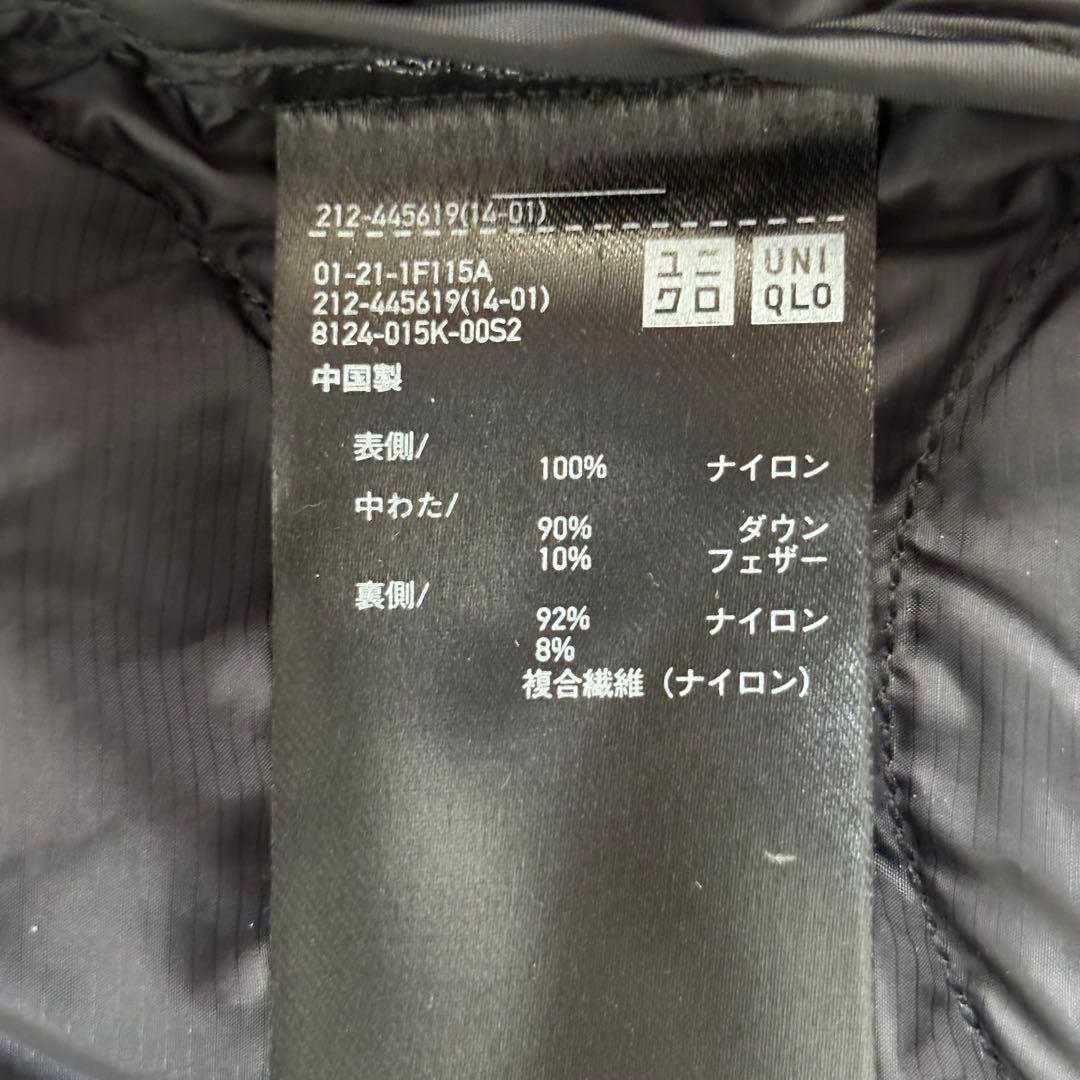 212-445619(14-01)
ユニ
クロ
UNI
QLO
01-21-1F115A
212-445619(14-01)
8124-015K-00S2
中国製
表側/
100% ナイロン
中わた/
90% ダウン
10% フェザー
裏側/
92% ナイロン
8%
複合繊維 (ナイロン)